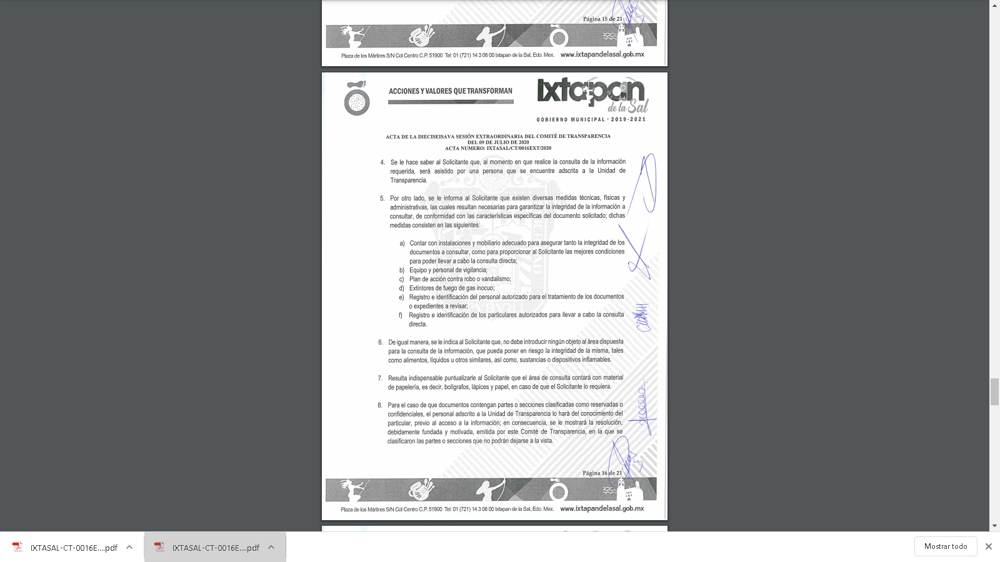 Página 15 de 21
Plaza de los Mártires S/N Col Centro C.P. 51900 Tel: 01 (721) 14 3 06 00 Ixtapan de la Sal, Edo. Mex. www.ixtapandelasal.gob.mx
ACCIONES Y VALORES QUE TRANSFORMAN
Ixtapan
de la Sal
GOBIERNO MUNICIPAL • 2019-2021
ACTA DE LA DIECISEISAVA SESIÓN EXTRAORDINARIA DEL COMITÉ DE TRANSPARENCIA
DEL 09 DE JULIO DE 2020
ACTA NUMERO: IXTASAL/CT/0016EXT/2020
4. Se le hace saber al Solicitante que, al momento en que realice la consulta de la información
requerida, será asistido por una persona que se encuentre adscrita a la Unidad de
Transparencia.
5. Por otro lado, se le informa al Solicitante que existen diversas medidas técnicas, físicas y
administrativas, las cuales resultan necesarias para garantizar la integridad de la información a
consultar, de conformidad con las características específicas del documento solicitado; dichas
medidas consisten en las siguientes:
a) Contar con instalaciones y mobiliario adecuado para asegurar tanto la integridad de los
documentos a consultar, como para proporcionar al Solicitante las mejores condiciones
para poder llevar a cabo la consulta directa;
b) Equipo y personal de vigilancia;
c) Plan de acción contra robo o vandalismo;
d) Extintores de fuego de gas inocuo;
e) Registro e identificación del personal autorizado para el tratamiento de los documentos
o expedientes a revisar;
f) Registro e identificación de los particulares autorizados para llevar a cabo la consulta
directa.
6. De igual manera, se le indica al Solicitante que, no debe introducir ningún objeto al área dispuesta
para la consulta de la información, que pueda poner en riesgo la integridad de la misma, tales
como alimentos, líquidos u otros similares, así como, sustancias o dispositivos inflamables.
7. Resulta indispensable puntualizarle al Solicitante que el área de consulta contará con material
de papelería, es decir, bolígrafos, lápices y papel, en caso de que el Solicitante lo requiera.
8. Para el caso de que documentos contengan partes o secciones clasificadas como reservadas o
confidenciales, el personal adscrito a la Unidad de Transparencia lo hará del conocimiento del
particular, previo al acceso a la información; en consecuencia, se le mostrará la resolución,
debidamente fundada y motivada, emitida por este Comité de Transparencia, en la que se
clasificaron las partes o secciones que no podrán dejarse a la vista.
Página 16 de 21
Plaza de los Mártires S/N Col Centro C.P. 51900 Tel: 01 (721) 14 3 06 00 Ixtapan de la Sal, Edo. Mex. www.ixtapandelasal.gob.mx
IXTASAL-CT-0016E....pdf
IXTASAL-CT-0016E....pdf
Mostrar todo